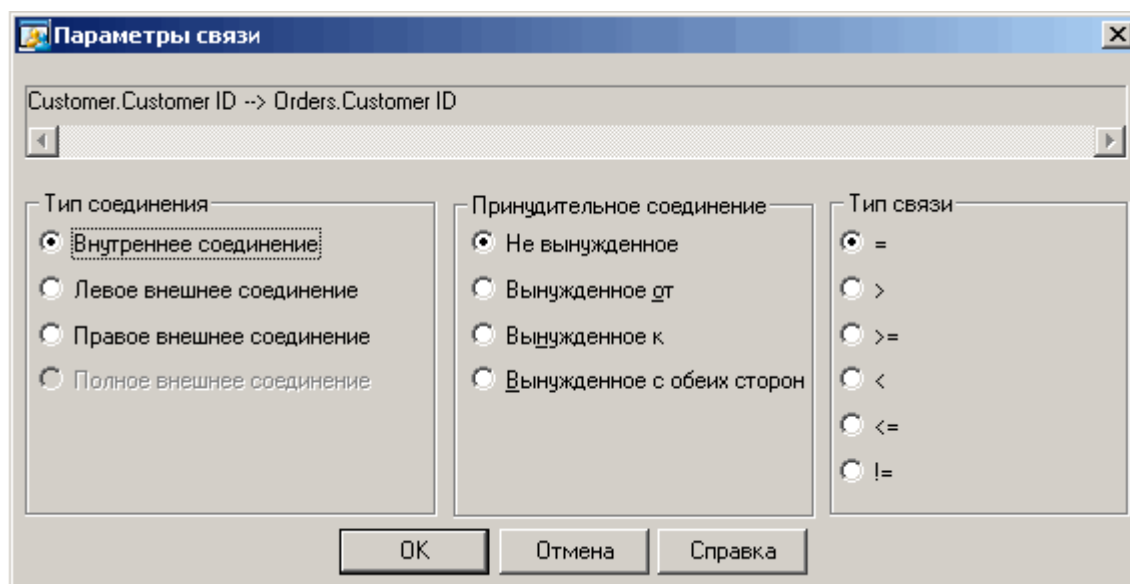 Параметры связи
Customer.Customer ID --> Orders.Customer ID
Тип соединения
Внутреннее соединение
Левое внешнее соединение
Правое внешнее соединение
Полное внешнее соединение
Принудительное соединение
Не вынужденное
Вынужденное от
Вынужденное к
Вынужденное с обеих сторон
Тип связи
=
>
>=
<
<=
!=
OK
Отмена
Справка